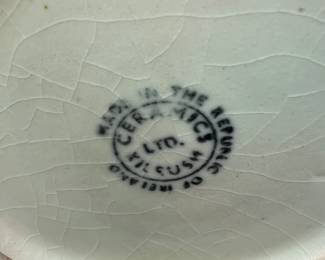 MADE IN THE REPUBLIC OF IRELAND
CERAMICS
LTD.
KILRUSH